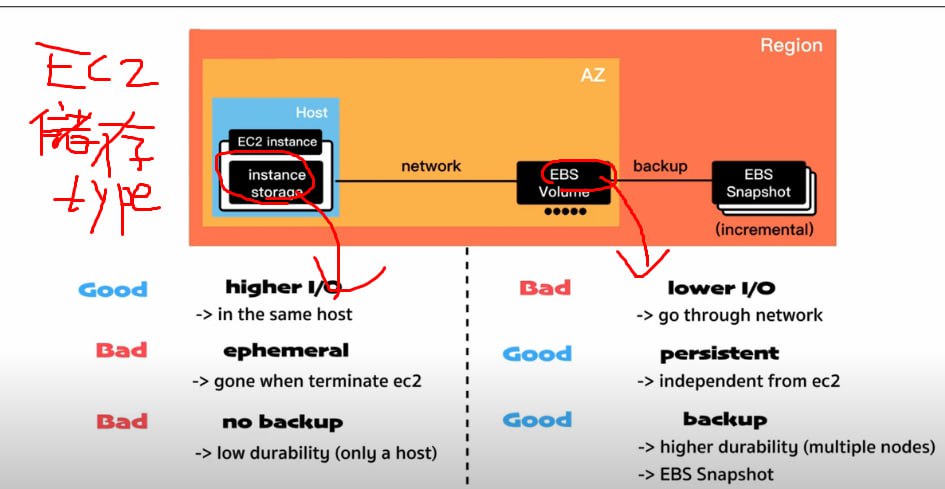 EC2
儲存
type
Region
AZ
Host
EC2 instance
instance
storage
network
EBS
Volume
backup
EBS
Snapshot
(incremental)
Good
higher I/O
-> in the same host
Bad
ephemeral
-> gone when terminate ec2
Bad
no backup
-> low durability (only a host)
Bad
lower I/O
-> go through network
Good
persistent
-> independent from ec2
Good
backup
-> higher durability (multiple nodes)
-> EBS Snapshot